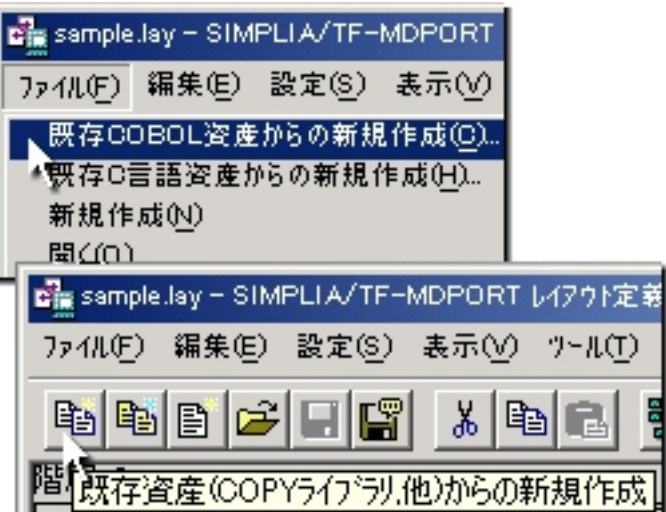 sample.lay − SIMPLIA/TF−MDPORT
ファイル(F) 編集(E) 設定(S) 表示(V)
既存COBOL資産からの新規作成(C)...
既存C言語資産からの新規作成(H)...
新規作成(N)
開く(O)
sample.lay − SIMPLIA/TF−MDPORT レイアウト定義
ファイル(F) 編集(E) 設定(S) 表示(V) ツール(T)
既存資産(COPYライブラリ,他)からの新規作成